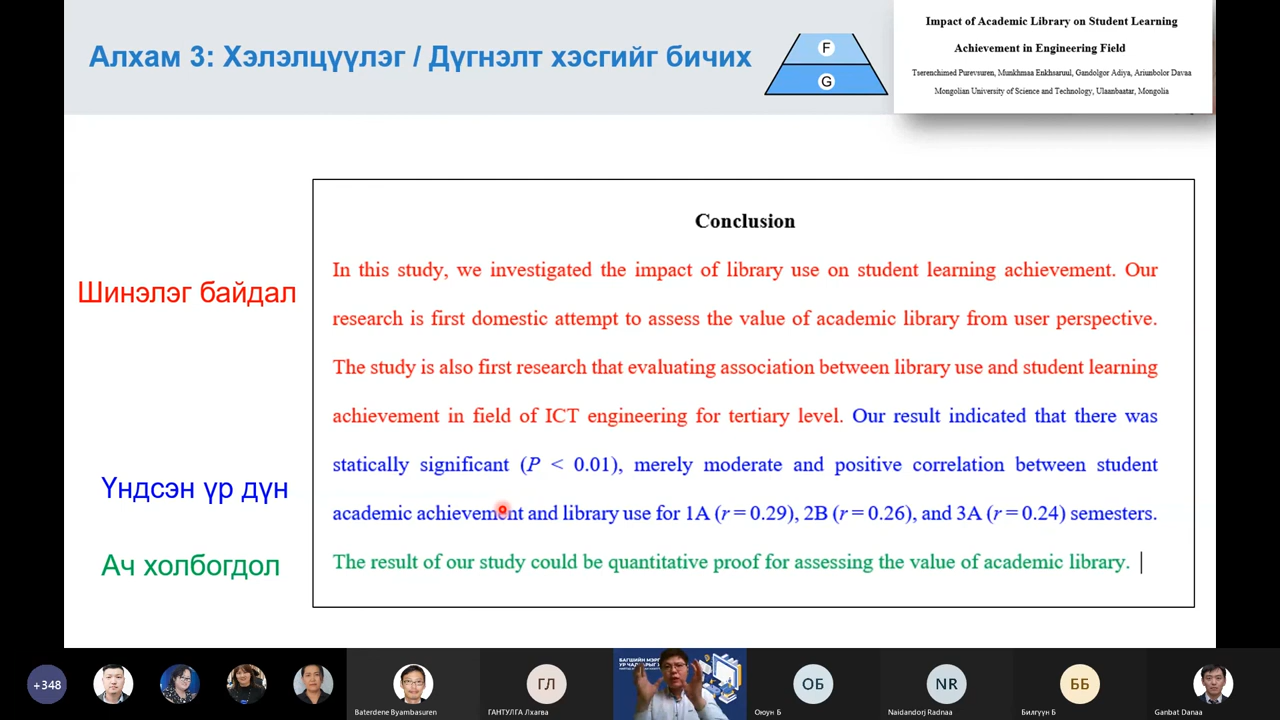 Алхам 3: Хэлэлцүүлэг / Дүгнэлт хэсгийг бичих
F
G
Impact of Academic Library on Student Learning
Achievement in Engineering Field
Tserenchimed Purevsuren, Munkhmaa Enkhsaruul, Gandolgor Adiya, Ariunbolor Davaa
Mongolian University of Science and Technology, Ulaanbaatar, Mongolia
Conclusion
Шинэлэг байдал
In this study, we investigated the impact of library use on student learning achievement. Our
research is first domestic attempt to assess the value of academic library from user perspective.
The study is also first research that evaluating association between library use and student learning
achievement in field of ICT engineering for tertiary level. Our result indicated that there was
Үндсэн үр дүн
statically significant (P < 0.01), merely moderate and positive correlation between student
academic achievement and library use for 1A (r = 0.29), 2B (r = 0.26), and 3A (r = 0.24) semesters.
Ач холбогдол
The result of our study could be quantitative proof for assessing the value of academic library.
+348
Baterdene Byambasuren
ГЛ
ГАНТУЛГА Лхагва
ОБ
Оюун Б
NR
Naidandorj Radnaa
ББ
Билгүүн Б
Ganbat Danaa